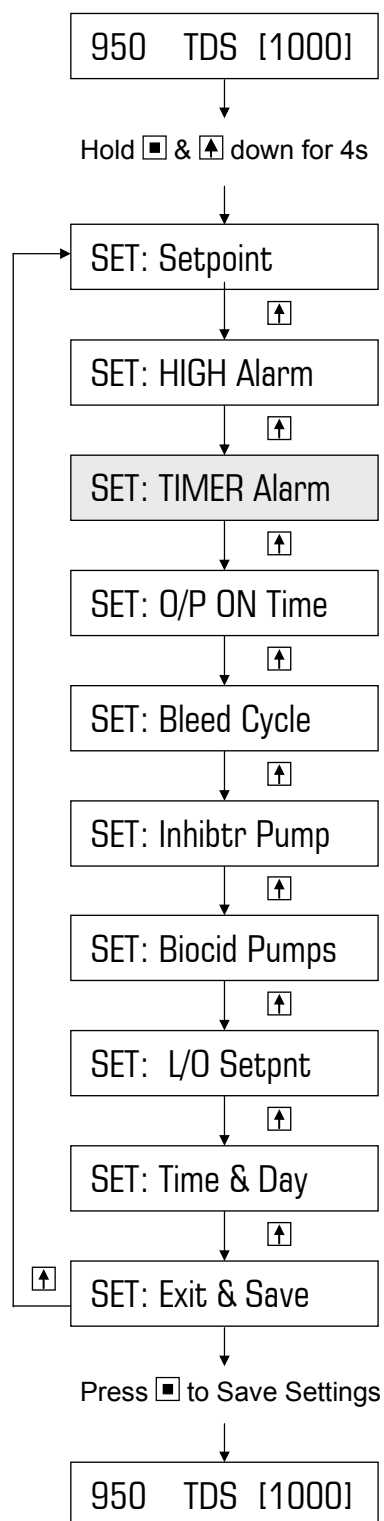 950 TDS [1000]
Hold & down for 4s
SET: Setpoint
SET: HIGH Alarm
SET: TIMER Alarm
SET: O/P ON Time
SET: Bleed Cycle
SET: Inhibtr Pump
SET: Biocid Pumps
SET: L/O Setpnt
SET: Time & Day
SET: Exit & Save
Press to Save Settings
950 TDS [1000]